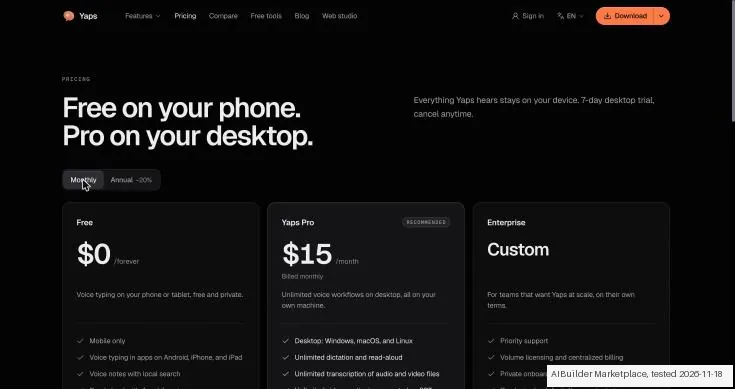 Yaps
Features
Pricing
Compare
Free tools
Blog
Web studio
Sign in
EN
Download
PRICING
Free on your phone.
Pro on your desktop.
Everything Yaps hears stays on your device. 7-day desktop trial,
cancel anytime.
Monthly
Annual -20%
Free
$0 /forever
Voice typing on your phone or tablet, free and private.
Mobile only
Voice typing in apps on Android, iPhone, and iPad
Voice notes with local search
Yaps Pro
RECOMMENDED
$15 /month
Billed monthly
Unlimited voice workflows on desktop, all on your
own machine.
Desktop: Windows, macOS, and Linux
Unlimited dictation and read-aloud
Unlimited transcription of audio and video files
Enterprise
Custom
For teams that want Yaps at scale, on their own
terms.
Priority support
Volume licensing and centralized billing
Private
AIBuilder Marketplace, tested 2026-11-18